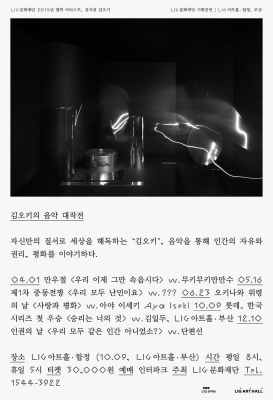 LIG문화재단 2014년 협력 아티스트, 뮤지션 김오키
LIG문화재단 기획공연 | LIG아트홀·합정, 부산
김오키의 음악 대작전
자신만의 질서로 세상을 해독하는 “김오키”, 음악을 통해 인간의 자유와
권리, 평화를 이야기하다.
04.01 만우절 <우리 이제 그만 속읍시다> w.무키무키만만수 05.16
제1차 중동전쟁 <우리 모두 난민이요> w.??? 06.23 오키나와 위령
의 날 <사랑과 평화> w.아야 이세키 Aya Iseki 10.09 롯데, 한국
시리즈 첫 우승 <승리는 너의 것> w.김일두, LIG아트홀·부산 12.10
인권의 날 <우리 모두 같은 인간 아니었소?> w.단편선
장소 LIG아트홀·합정 (10.09, LIG아트홀·부산) 시간 평일 8시,
휴일 5시 티켓 30,000원 예매 인터파크 주최 LIG문화재단 Tel.
1544-3922
LIG ART HALL